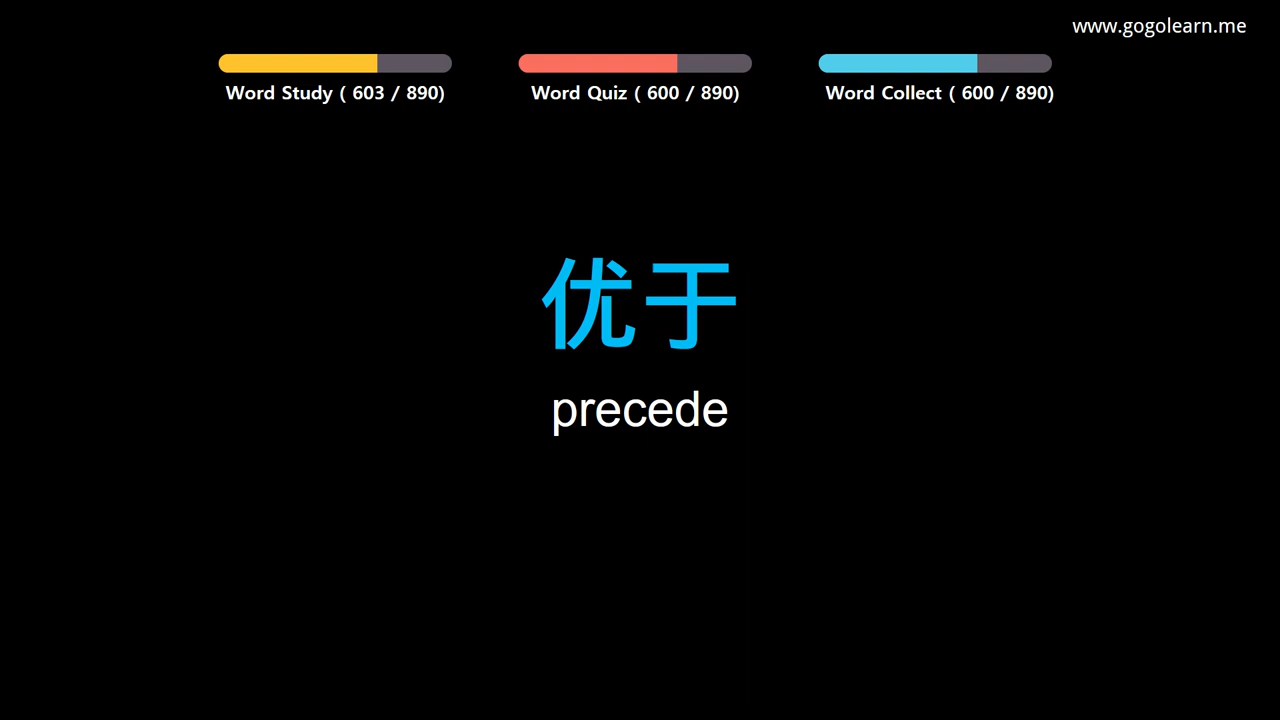 www.gogolearn.me
Word Study ( 603 / 890)
Word Quiz ( 600 / 890)
Word Collect ( 600 / 890)
优于
precede